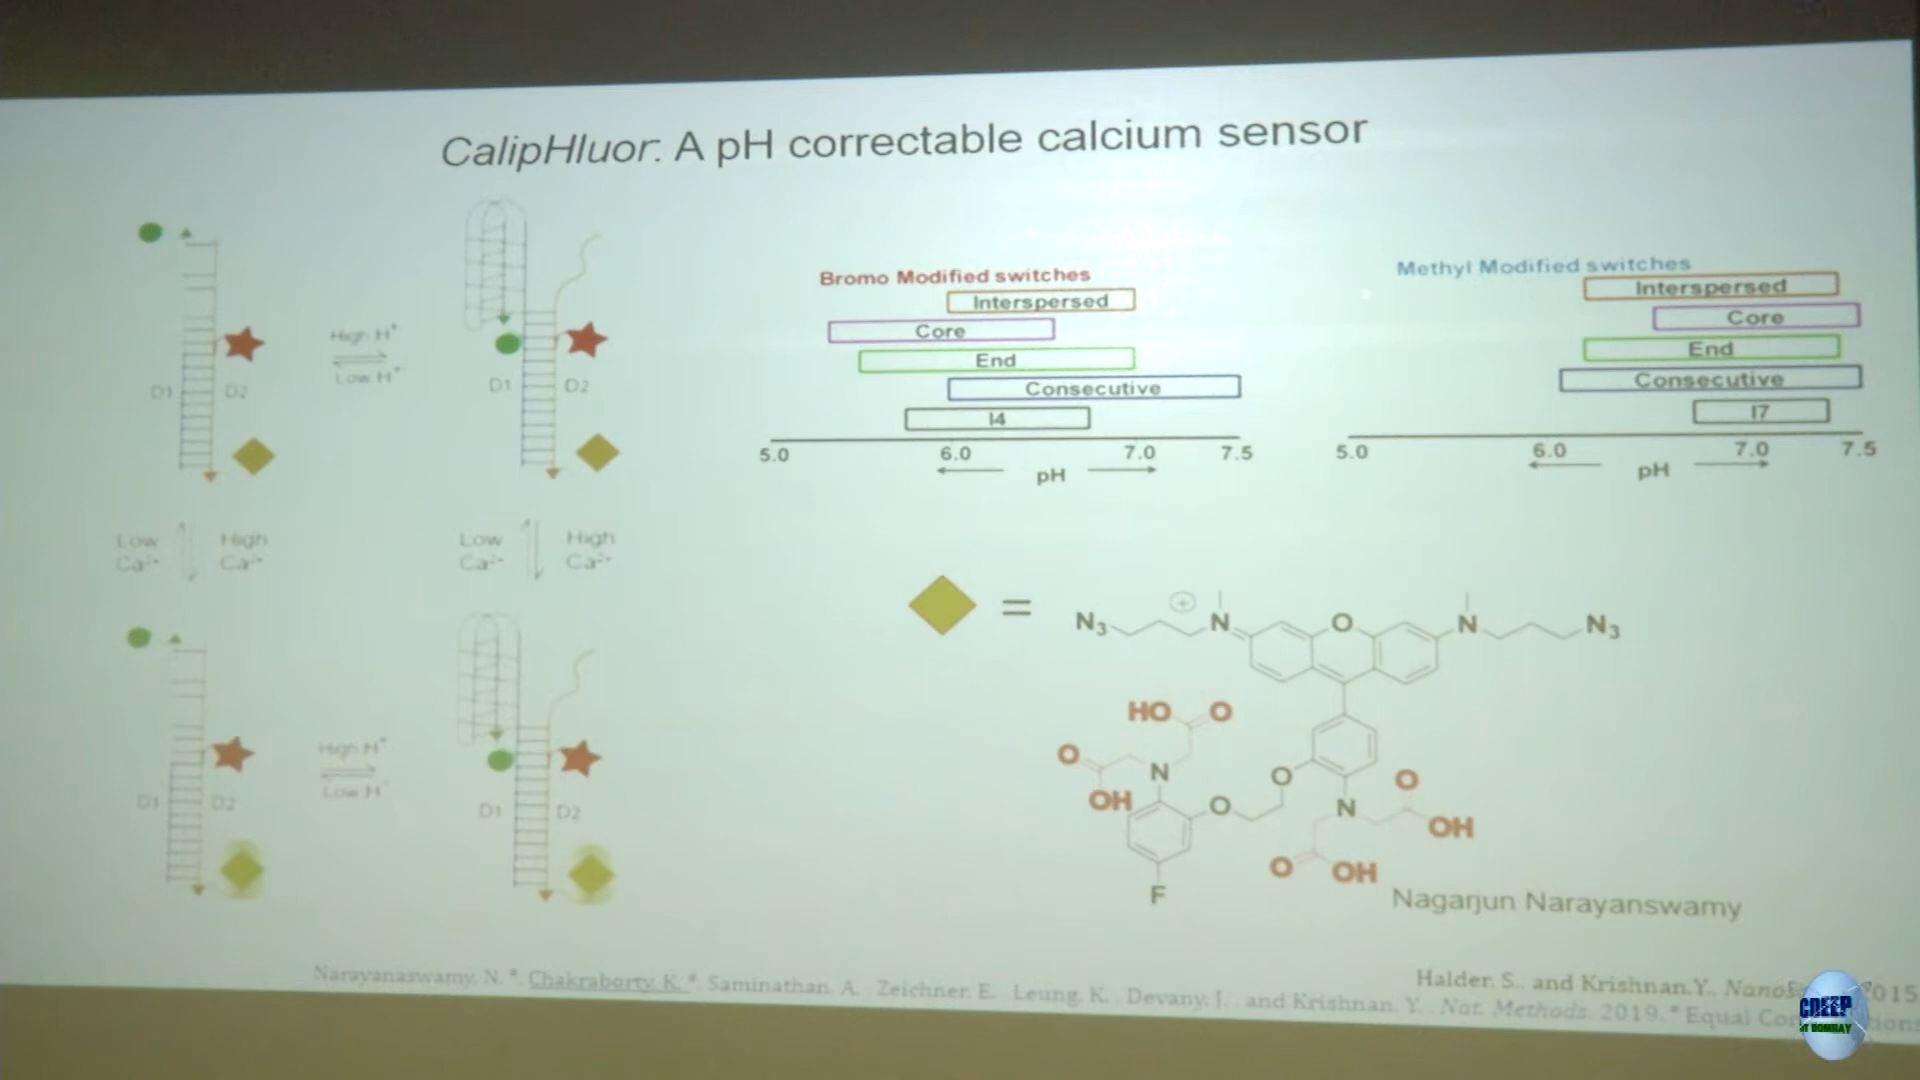 CalipHluor: A pH correctable calcium sensor
High H⁺
Low H⁺
D1
D2
D1
D2
Low Ca²⁺
High Ca²⁺
Low Ca²⁺
High Ca²⁺
High H⁺
Low H
D1
D2
D1
D2
Bromo Modified switches
Interspersed
Core
End
Consecutive
I4
5.0 6.0 7.0 7.5
pH
Methyl Modified switches
Interspersed
Core
End
Consecutive
I7
5.0 6.0 7.0 7.5
pH
=
N₃ ⊕ N O N N₃
HO O
O N
OH
O O
N
O
OH
O OH
F
Nagarjun Narayanswamy
Halder. S., and Krishnan.Y., 2015
Narayanaswamy. N.*, Chakraborty. K.*, Saminathan. A., Zeichner. E., Leung. K., Devany. J., and Krishnan. Y., Nat. Methods. 2019. * Equal
CDEEP
IIT BOMBAY